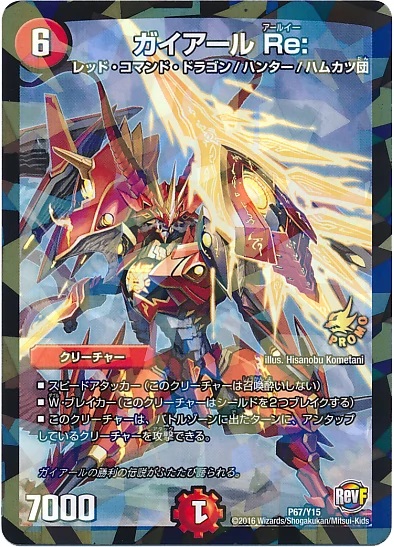 6
アールイー
ガイアール Re:
レッド・コマンド・ドラゴン/ハンター/ハムカツ団
PROMO
illus. Hisanobu Kometani
クリーチャー
■ スピードアタッカー (このクリーチャーは召喚酔いしない)
■ W・ブレイカー (このクリーチャーはシールドを2つブレイクする)
■ このクリーチャーは、バトルゾーンに出たターンに、アンタップ
しているクリーチャーを攻撃できる。
ガイアールの勝利の伝説がふたたび語られる。
7000
1
RevF
P67/Y15
©2016 Wizards/Shogakukan/Mitsui-Kids